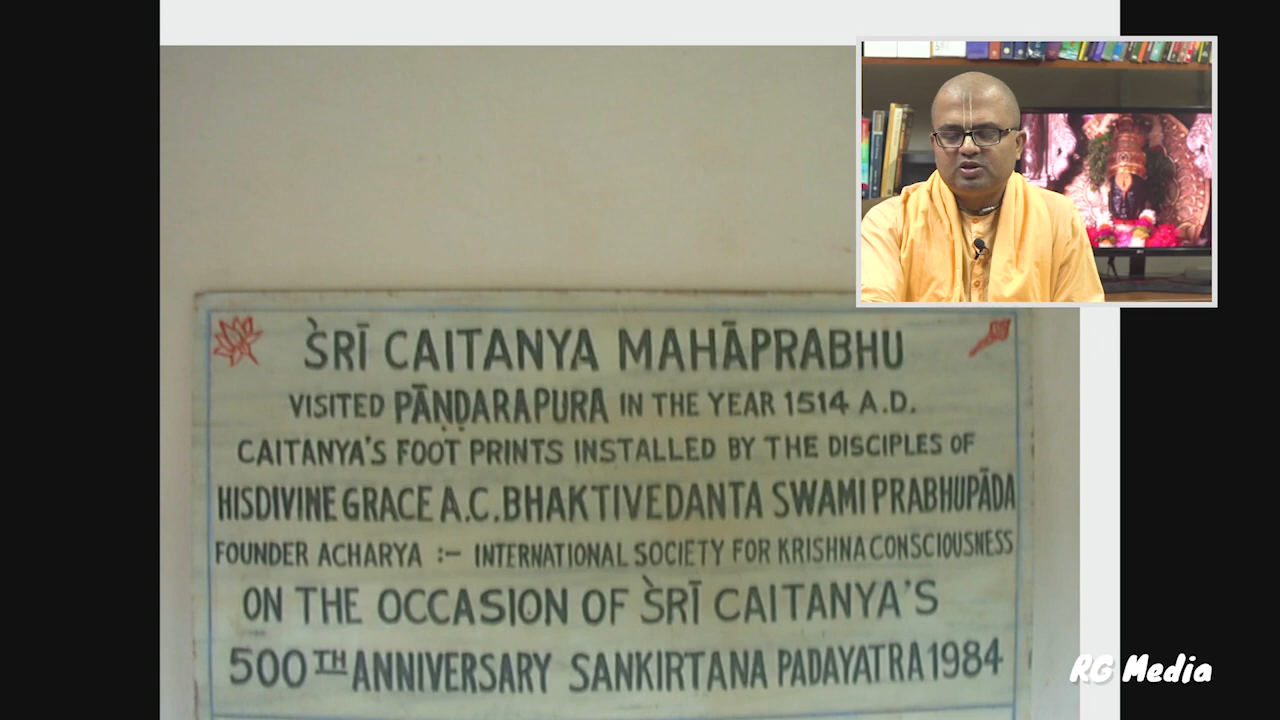 ṠRĪ CAITANYA MAHĀPRABHU
VISITED PĀṆḌARAPURA IN THE YEAR 1514 A.D.
CAITANYA'S FOOT PRINTS INSTALLED BY THE DISCIPLES OF
HISDIVINE GRACE A.C. BHAKTIVEDANTA SWAMI PRABHUPĀDA
FOUNDER ACHARYA :– INTERNATIONAL SOCIETY FOR KRISHNA CONSCIOUSNESS
ON THE OCCASION OF ṠRĪ CAITANYA'S
500TH ANNIVERSARY SANKIRTANA PADAYATRA 1984
RG Media